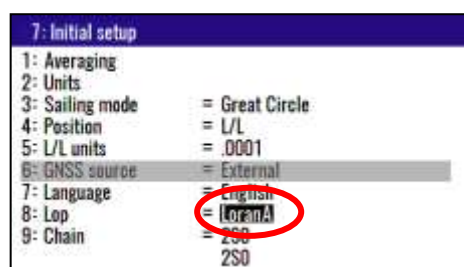 7: Initial setup
1: Averaging
2: Units
3: Sailing mode = Great Circle
4: Position = L/L
5: L/L units = .0001
6: GNSS source = External
7: Language = English
8: Lop = LoranA
9: Chain = 2S0
2S0